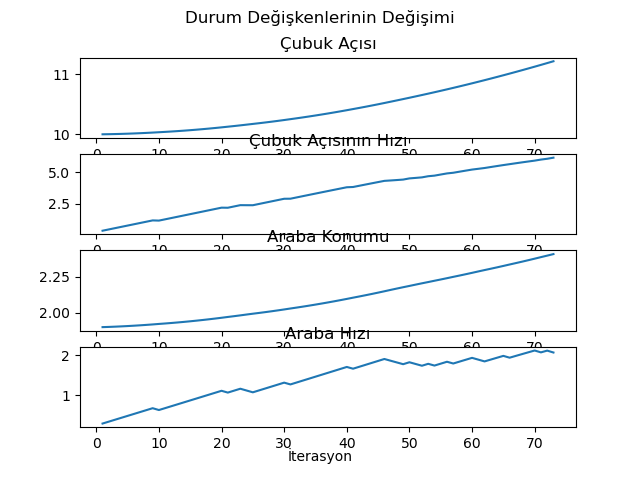 Durum Değişkenlerinin Değişimi
Çubuk Açısı
11
10
0 10 20 30 40 50 60 70
Çubuk Açısının Hızı
5.0
2.5
0 10 20 30 40 50 60 70
Araba Konumu
2.25
2.00
0 10 20 30 40 50 60 70
Araba Hızı
2
1
0 10 20 30 40 50 60 70
İterasyon